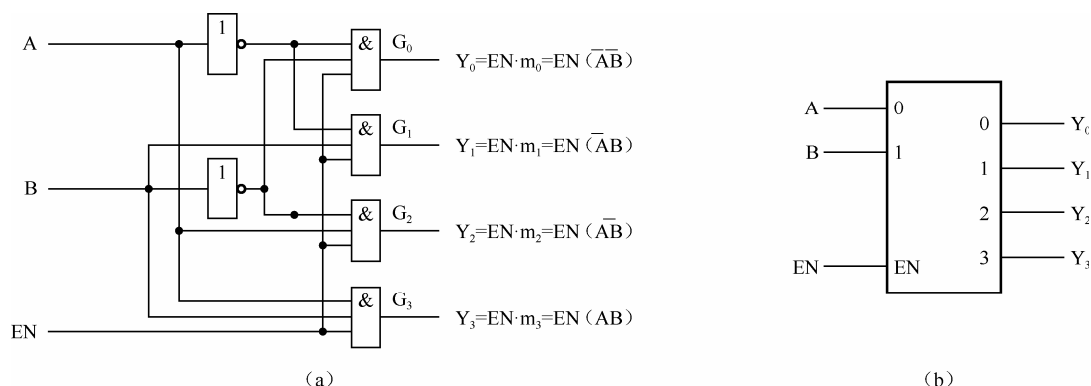 A
1
&
G₀
Y₀=EN·m₀=EN（A̅B̅）
&
G₁
Y₁=EN·m₁=EN（A̅B）
B
1
&
G₂
Y₂=EN·m₂=EN（AB̅）
&
G₃
Y₃=EN·m₃=EN（AB）
EN
（a）
A
0
B
1
EN
EN
0
Y₀
1
Y₁
2
Y₂
3
Y₃
（b）